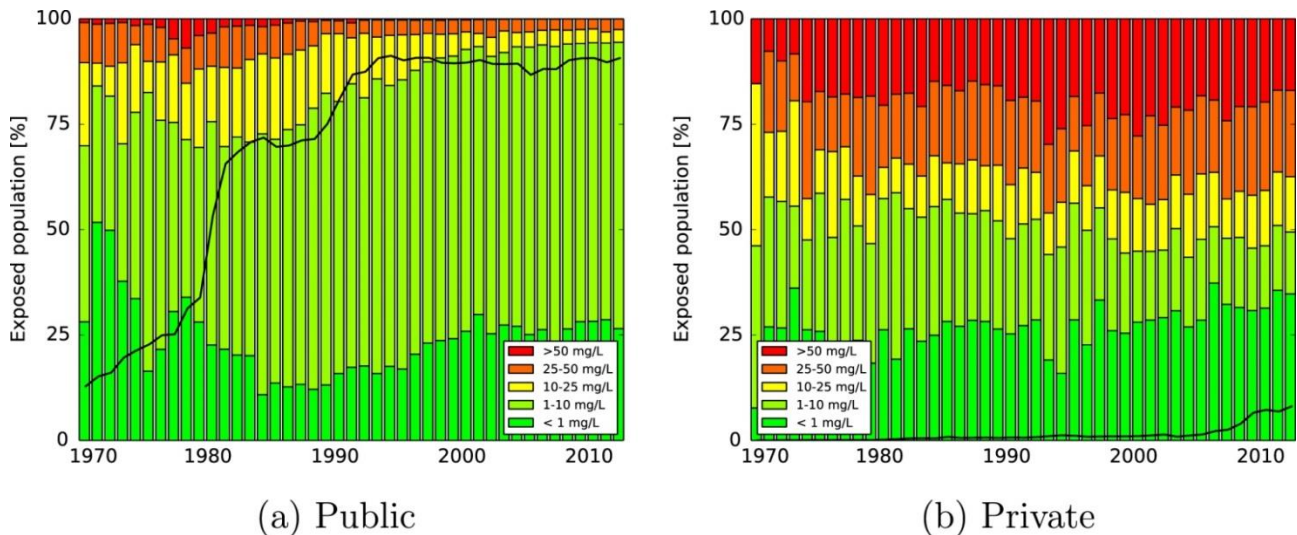 100
75
50
25
0
Exposed population [%]
>50 mg/L
25-50 mg/L
10-25 mg/L
1-10 mg/L
< 1 mg/L
1970 1980 1990 2000 2010
(a) Public
100
75
50
25
0
Exposed population [%]
>50 mg/L
25-50 mg/L
10-25 mg/L
1-10 mg/L
< 1 mg/L
1970 1980 1990 2000 2010
(b) Private